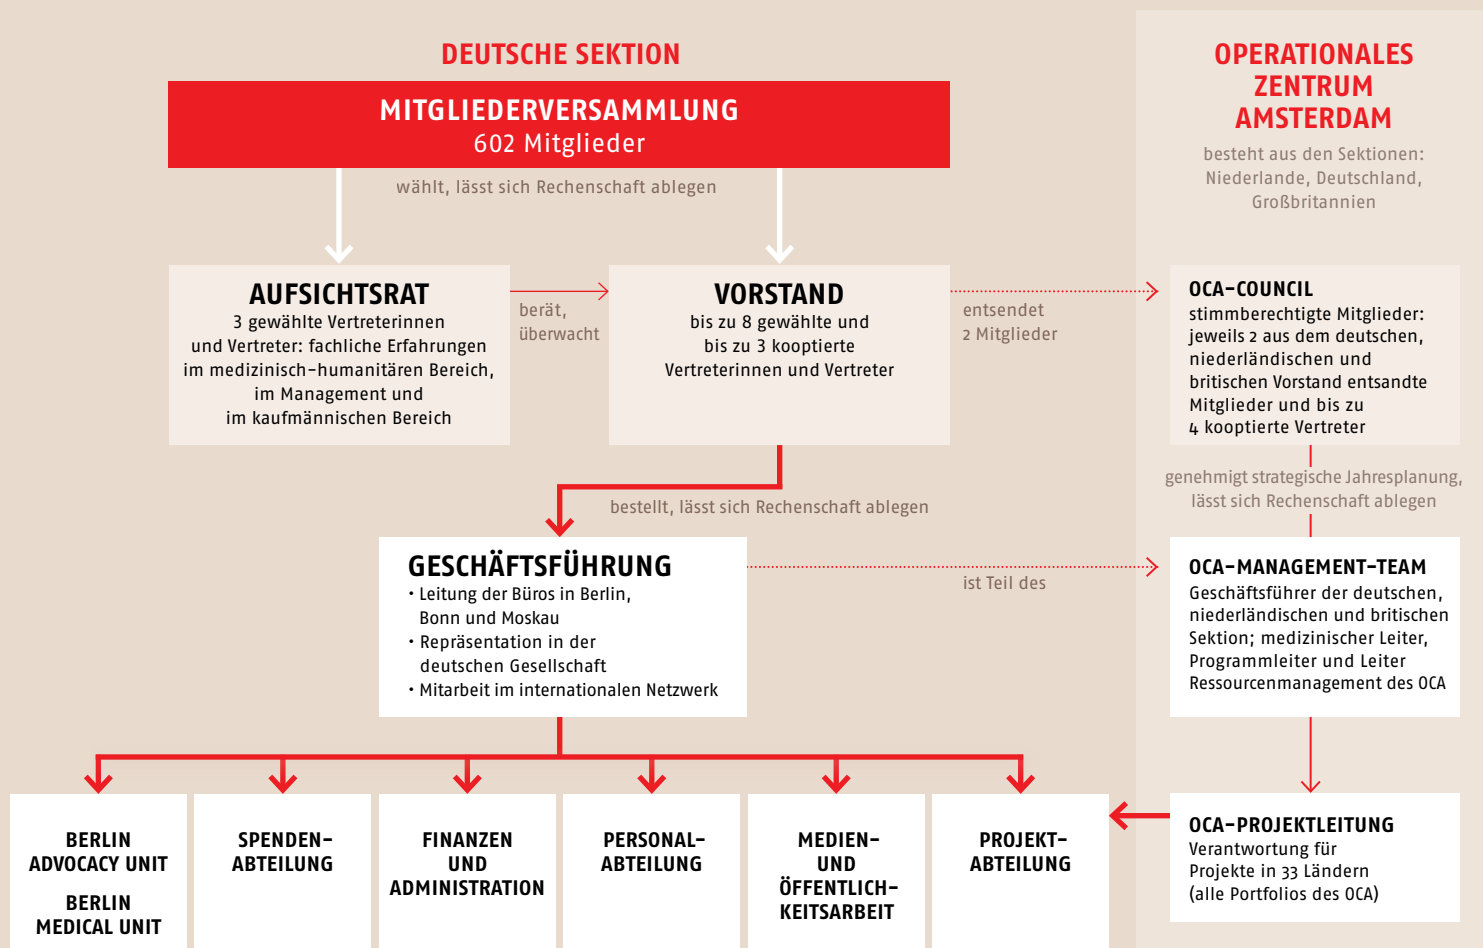 DEUTSCHE SEKTION
MITGLIEDERVERSAMMLUNG
602 Mitglieder
wählt, lässt sich Rechenschaft ablegen
AUFSICHTSRAT
3 gewählte Vertreterinnen
und Vertreter: fachliche Erfahrungen
im medizinisch-humanitären Bereich,
im Management und
im kaufmännischen Bereich
berät,
überwacht
VORSTAND
bis zu 8 gewählte und
bis zu 3 kooptierte
Vertreterinnen und Vertreter
entsendet
2 Mitglieder
bestellt, lässt sich Rechenschaft ablegen
GESCHÄFTSFÜHRUNG
• Leitung der Büros in Berlin,
Bonn und Moskau
• Repräsentation in der
deutschen Gesellschaft
• Mitarbeit im internationalen Netzwerk
ist Teil des
BERLIN
ADVOCACY UNIT
BERLIN
MEDICAL UNIT
SPENDEN-
ABTEILUNG
FINANZEN
UND
ADMINISTRATION
PERSONAL-
ABTEILUNG
MEDIEN-
UND
ÖFFENTLICH-
KEITSARBEIT
PROJEKT-
ABTEILUNG
OPERATIONALES
ZENTRUM
AMSTERDAM
besteht aus den Sektionen:
Niederlande, Deutschland,
Großbritannien
OCA-COUNCIL
stimmberechtigte Mitglieder:
jeweils 2 aus dem deutschen,
niederländischen und
britischen Vorstand entsandte
Mitglieder und bis zu
4 kooptierte Vertreter
genehmigt strategische Jahresplanung,
lässt sich Rechenschaft ablegen
OCA-MANAGEMENT-TEAM
Geschäftsführer der deutschen,
niederländischen und britischen
Sektion; medizinischer Leiter,
Programmleiter und Leiter
Ressourcenmanagement des OCA
OCA-PROJEKTLEITUNG
Verantwortung für
Projekte in 33 Ländern
(alle Portfolios des OCA)